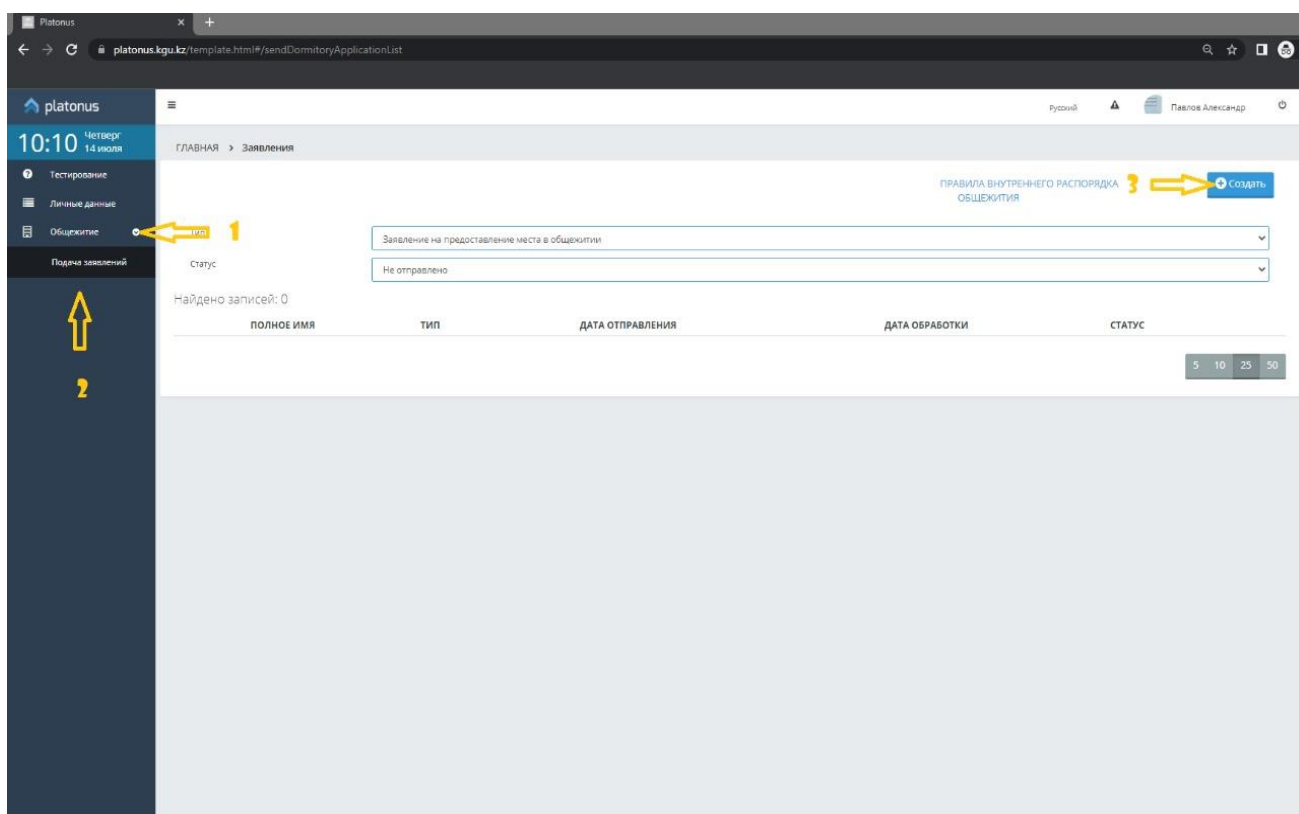 Platonus
platonus.kgu.kz/template.html#/sendDormitoryApplicationList
platonus
Русский
Павлов Александр
10:10 Четверг
14 июля
ГЛАВНАЯ > Заявления
Тестирование
Личные данные
Общежитие
Подача заявлений
1
2
ПРАВИЛА ВНУТРЕННЕГО РАСПОРЯДКА
ОБЩЕЖИТИЯ
3
Создать
Заявление на предоставление места в общежитии
Статус
Не отправлено
Найдено записей: 0
ПОЛНОЕ ИМЯ ТИП ДАТА ОТПРАВЛЕНИЯ ДАТА ОБРАБОТКИ СТАТУС
5 10 25 50